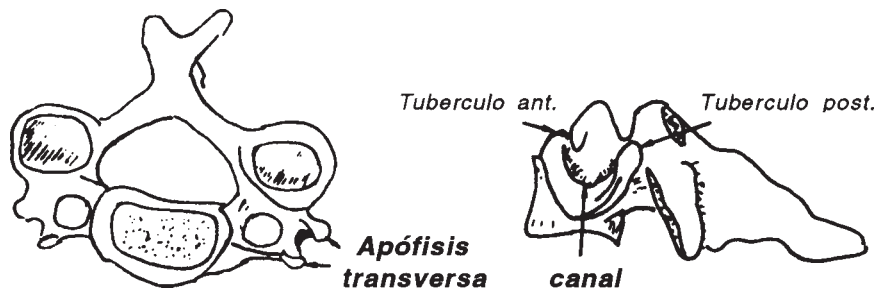 Tuberculo ant.
Tuberculo post.
Apófisis
transversa
canal